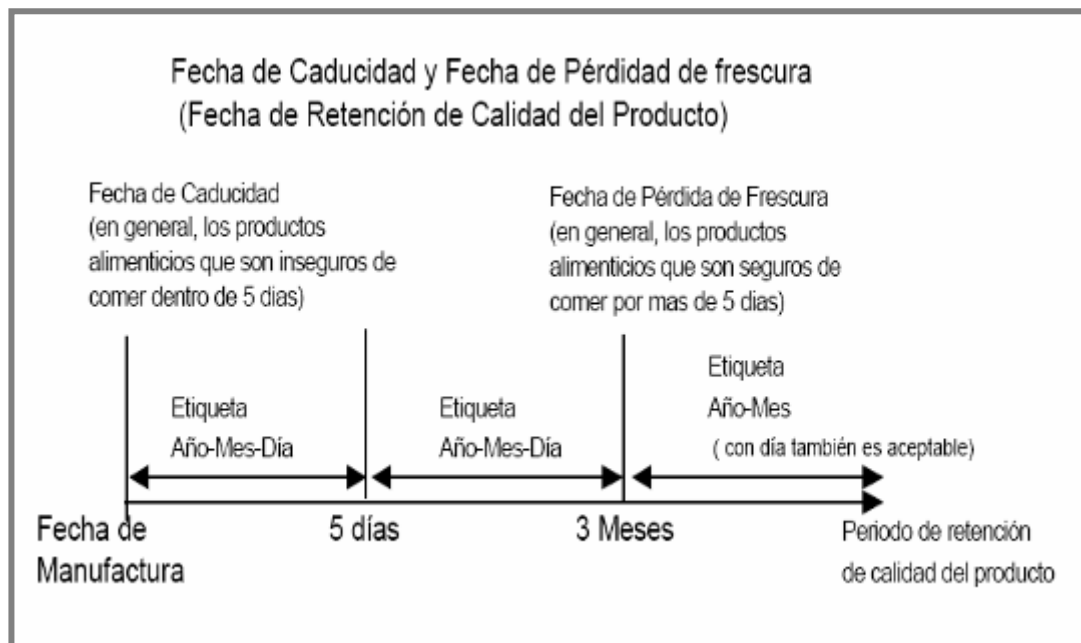 Fecha de Caducidad y Fecha de Pérdidad de frescura
(Fecha de Retención de Calidad del Producto)
Fecha de Caducidad
(en general, los productos
alimenticios que son inseguros de
comer dentro de 5 dias)
Fecha de Pérdida de Frescura
(en general, los productos
alimenticios que son seguros de
comer por mas de 5 dias)
Etiqueta
Año-Mes-Día
Etiqueta
Año-Mes-Día
Etiqueta
Año-Mes
( con día también es aceptable)
Fecha de
Manufactura
5 días
3 Meses
Periodo de retención
de calidad del producto